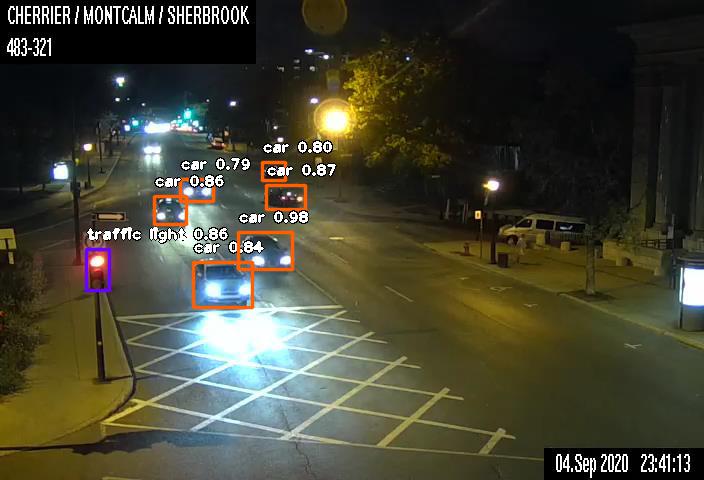 CHERRIER / MONTCALM / SHERBROOK
483-321
car 0.80
car 0.79
car 0.87
car 0.86
car 0.98
traffic light 0.86
car 0.84
04.Sep 2020 23:41:13